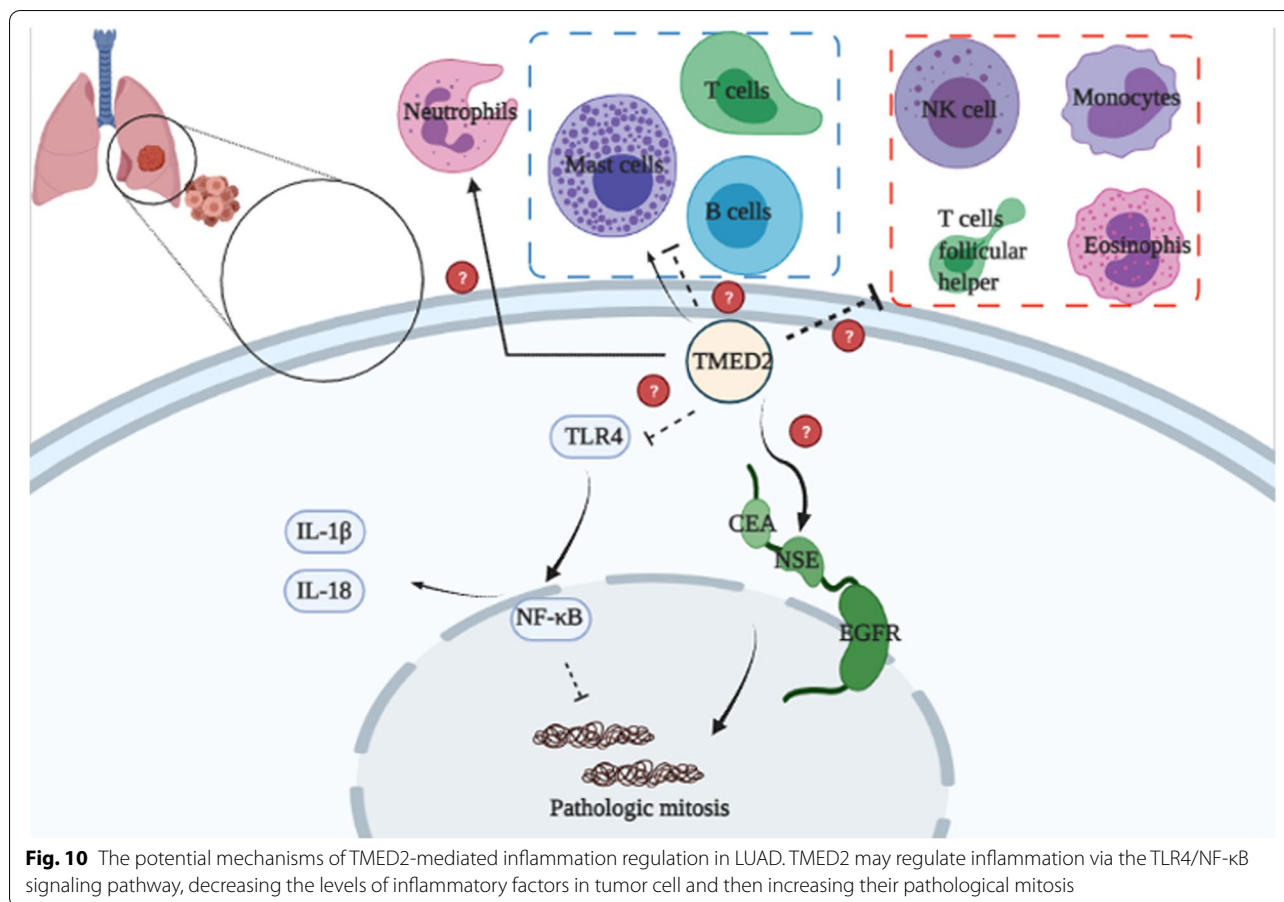 Neutrophils
Mast cells
T cells
B cells
NK cell
Monocytes
T cells
follicular
helper
Eosinophis
?
?
?
?
?
TMED2
TLR4
CEA
NSE
EGFR
IL-1β
IL-18
NF-κB
Pathologic mitosis
Fig. 10 The potential mechanisms of TMED2-mediated inflammation regulation in LUAD. TMED2 may regulate inflammation via the TLR4/NF-κB
signaling pathway, decreasing the levels of inflammatory factors in tumor cell and then increasing their pathological mitosis